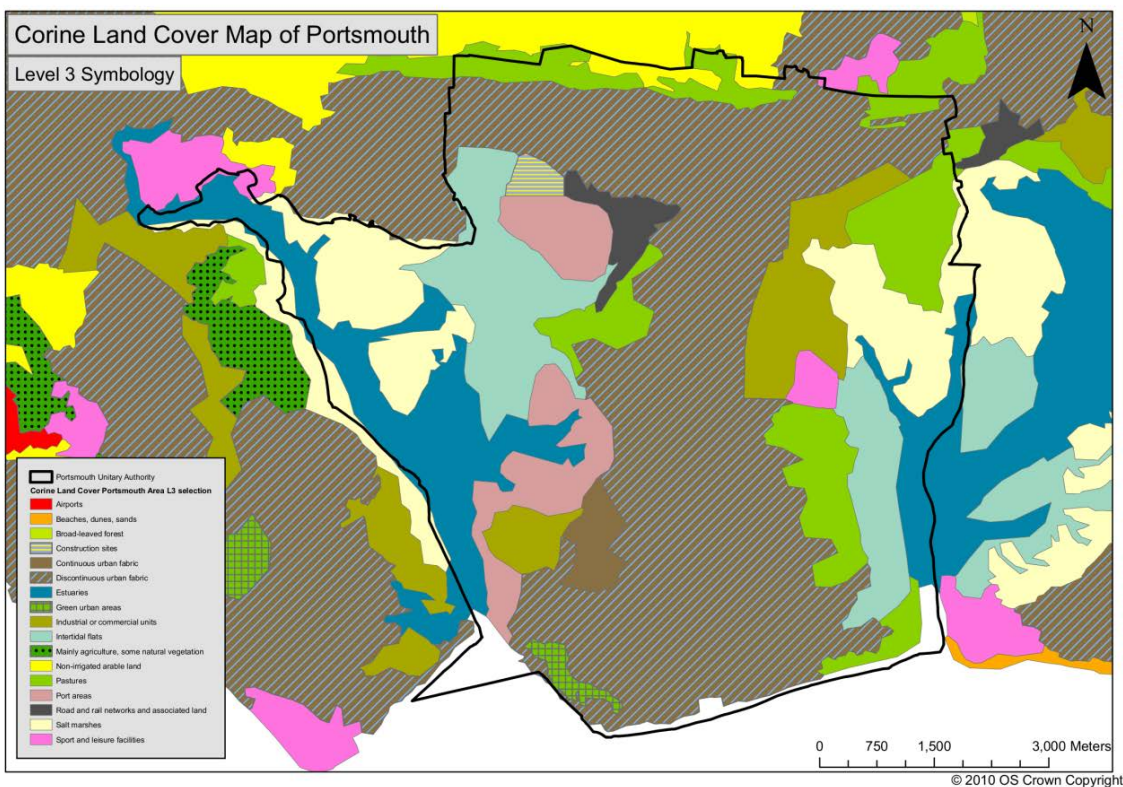 Corine Land Cover Map of Portsmouth
Level 3 Symbology
N
Portsmouth Unitary Authority
Corine Land Cover Portsmouth Area L3 selection
Airports
Beaches, dunes, sands
Broad-leaved forest
Construction sites
Continuous urban fabric
Discontinuous urban fabric
Estuaries
Green urban areas
Industrial or commercial units
Intertidal flats
Mainly agriculture, some natural vegetation
Non-irrigated arable land
Pastures
Port areas
Road and rail networks and associated land
Salt marshes
Sport and leisure facilities
0 750 1,500 3,000 Meters
© 2010 OS Crown Copyright